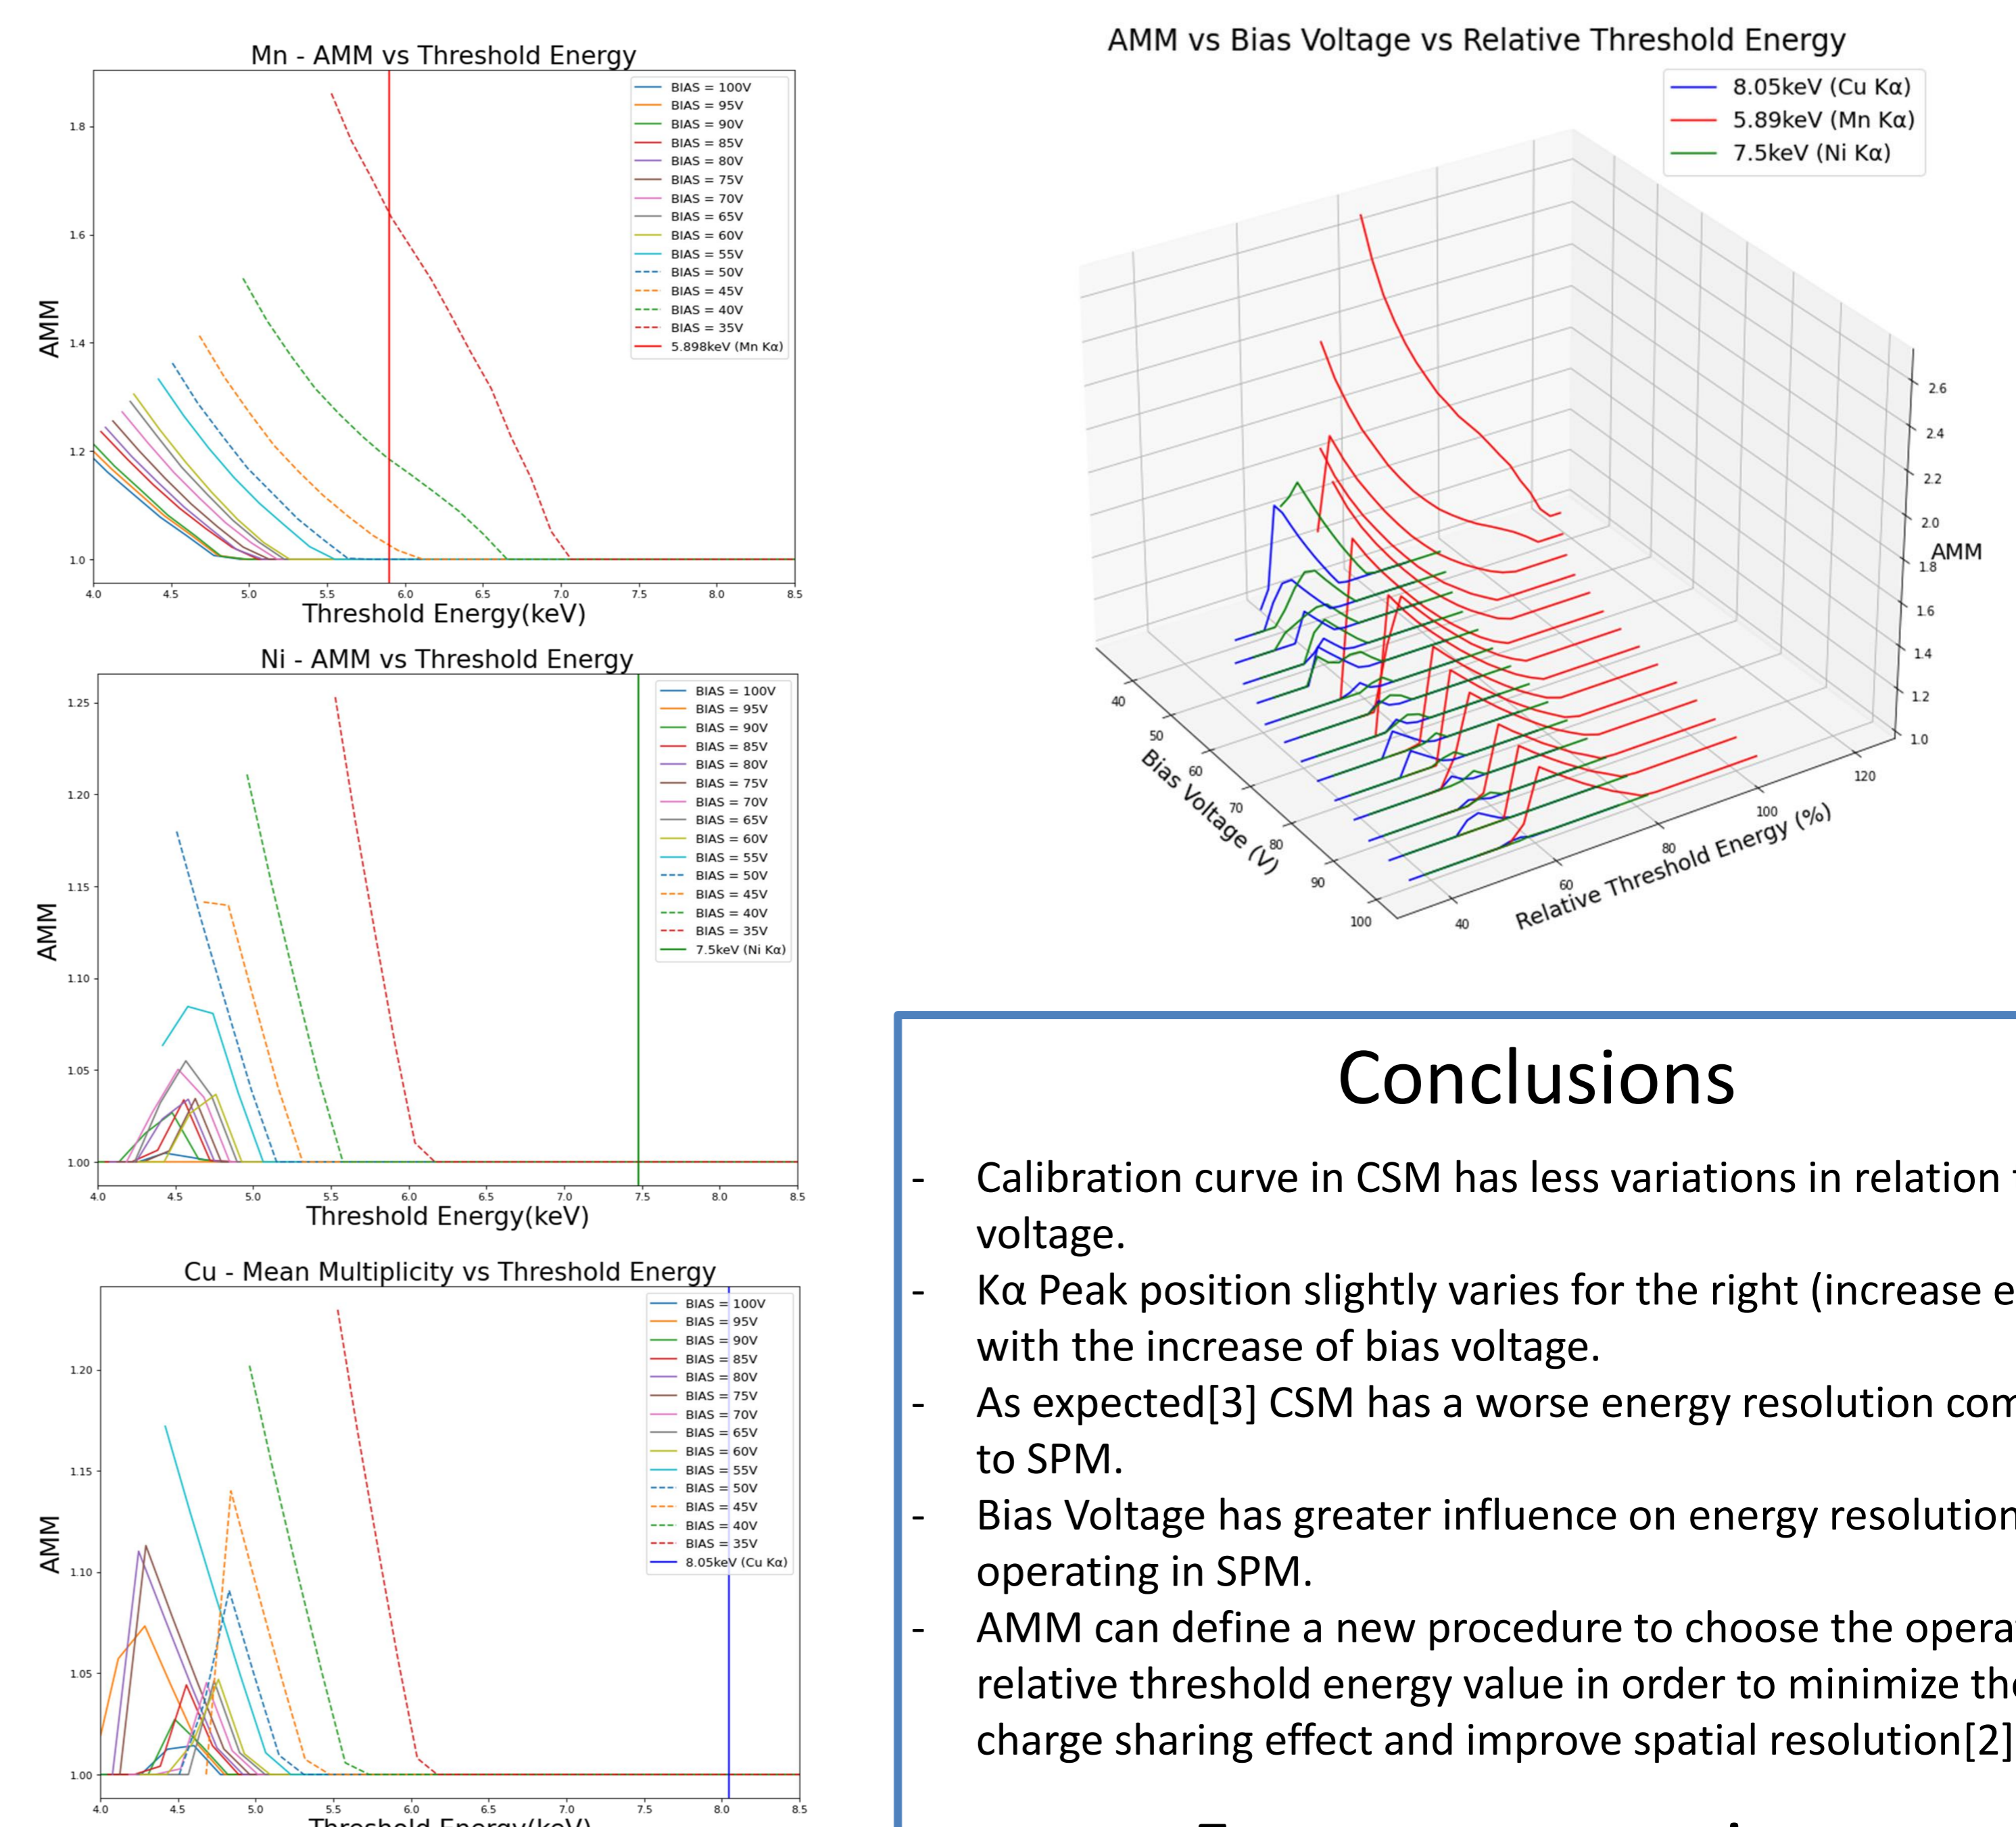 Mn - AMM vs Threshold Energy
AMM
1.8
1.6
1.4
1.2
1.0
BIAS = 100V
BIAS = 95V
BIAS = 90V
BIAS = 85V
BIAS = 80V
BIAS = 75V
BIAS = 70V
BIAS = 65V
BIAS = 60V
BIAS = 55V
BIAS = 50V
BIAS = 45V
BIAS = 40V
BIAS = 35V
5.898keV (Mn Kα)
4.0 4.5 5.0 5.5 6.0 6.5 7.0 7.5 8.0 8.5
Threshold Energy(keV)
Ni - AMM vs Threshold Energy
AMM
1.25
1.20
1.15
1.10
1.05
1.00
BIAS = 100V
BIAS = 95V
BIAS = 90V
BIAS = 85V
BIAS = 80V
BIAS = 75V
BIAS = 70V
BIAS = 65V
BIAS = 60V
BIAS = 55V
BIAS = 50V
BIAS = 45V
BIAS = 40V
BIAS = 35V
7.5keV (Ni Kα)
4.0 4.5 5.0 5.5 6.0 6.5 7.0 7.5 8.0 8.5
Threshold Energy(keV)
Cu - Mean Multiplicity vs Threshold Energy
AMM
1.20
1.15
1.10
1.05
1.00
BIAS = 100V
BIAS = 95V
BIAS = 90V
BIAS = 85V
BIAS = 80V
BIAS = 75V
BIAS = 70V
BIAS = 65V
BIAS = 60V
BIAS = 55V
BIAS = 50V
BIAS = 45V
BIAS = 40V
BIAS = 35V
8.05keV (Cu Kα)
4.0 4.5 5.0 5.5 6.0 6.5 7.0 7.5 8.0 8.5
Threshold Energy(keV)
AMM vs Bias Voltage vs Relative Threshold Energy
8.05keV (Cu Kα)
5.89keV (Mn Kα)
7.5keV (Ni Kα)
2.6
2.4
2.2
2.0
1.8
1.6
1.4
1.2
1.0
AMM
40
50
60
70
80
90
100
Bias Voltage (V)
40
60
80
100
120
Relative Threshold Energy (%)
Conclusions
- Calibration curve in CSM has less variations in relation
voltage.
- Kα Peak position slightly varies for the right (increase
with the increase of bias voltage.
- As expected[3] CSM has a worse energy resolution
to SPM.
- Bias Voltage has greater influence on energy resolution
operating in SPM.
- AMM can define a new procedure to choose the
relative threshold energy value in order to minimize
charge sharing effect and improve spatial resolution[2]